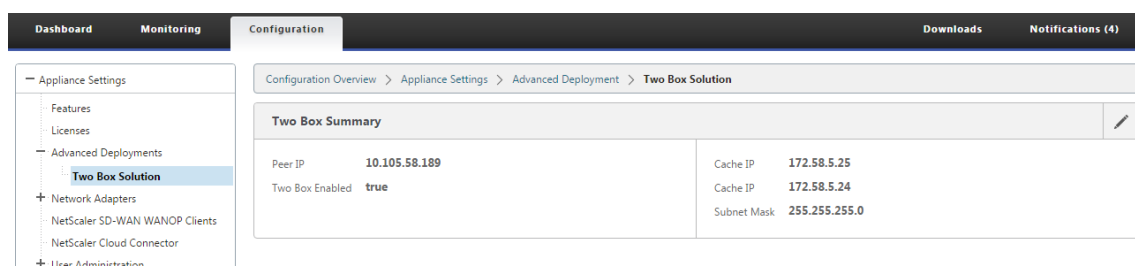 Dashboard Monitoring Configuration Downloads Notifications (4)
Appliance Settings
Features
Licenses
Advanced Deployments
Two Box Solution
Network Adapters
NetScaler SD-WAN WANOP Clients
NetScaler Cloud Connector
User Administration
Configuration Overview > Appliance Settings > Advanced Deployment > Two Box Solution
Two Box Summary
Peer IP 10.105.58.189
Two Box Enabled true
Cache IP 172.58.5.25
Cache IP 172.58.5.24
Subnet Mask 255.255.255.0